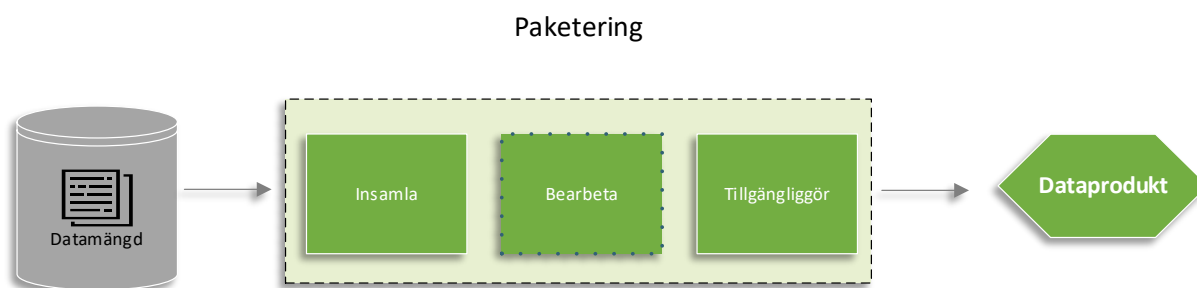 Paketering
Datamängd
Insamla
Bearbeta
Tillgängliggör
Dataprodukt